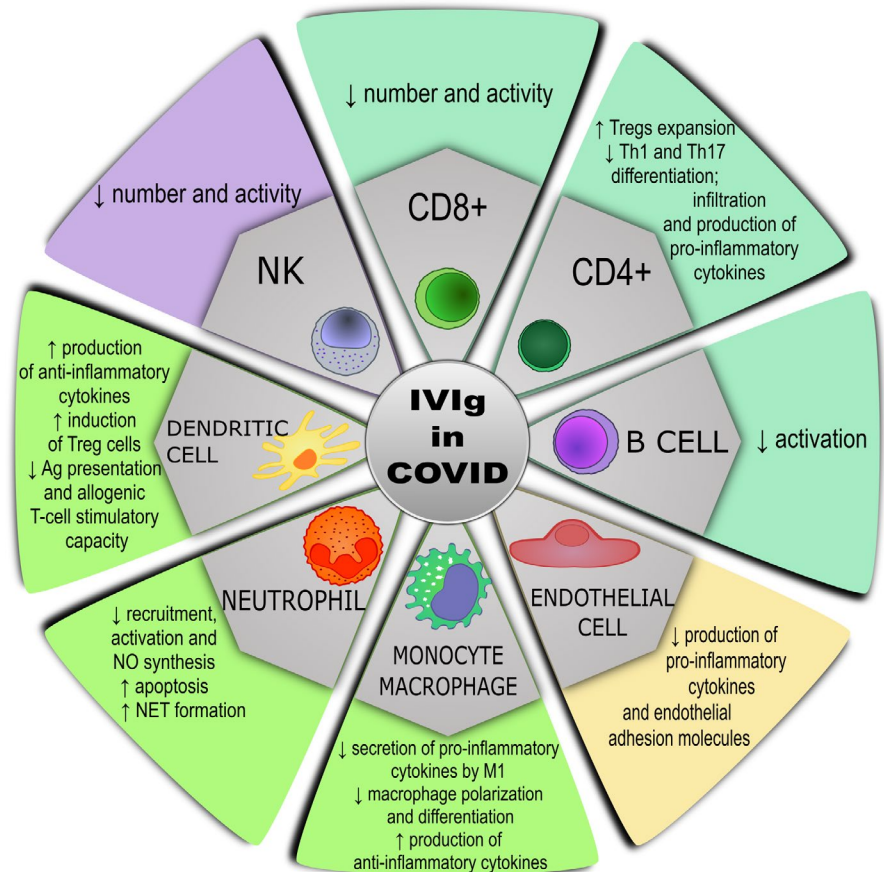 IVIg
in
COVID
CD8+
↓ number and activity
CD4+
↑ Tregs expansion
↓ Th1 and Th17
differentiation;
infiltration
and production of
pro-inflammatory
cytokines
B CELL
↓ activation
ENDOTHELIAL
CELL
↓ production of
pro-inflammatory
cytokines
and endothelial
adhesion molecules
MONOCYTE
MACROPHAGE
↓ secretion of pro-inflammatory
cytokines by M1
↓ macrophage polarization
and differentiation
↑ production of
anti-inflammatory cytokines
NEUTROPHIL
↓ recruitment,
activation and
NO synthesis
↑ apoptosis
↑ NET formation
DENDRITIC
CELL
↑ production
of anti-inflammatory
cytokines
↑ induction
of Treg cells
↓ Ag presentation
and allogenic
T-cell stimulatory
capacity
NK
↓ number and activity